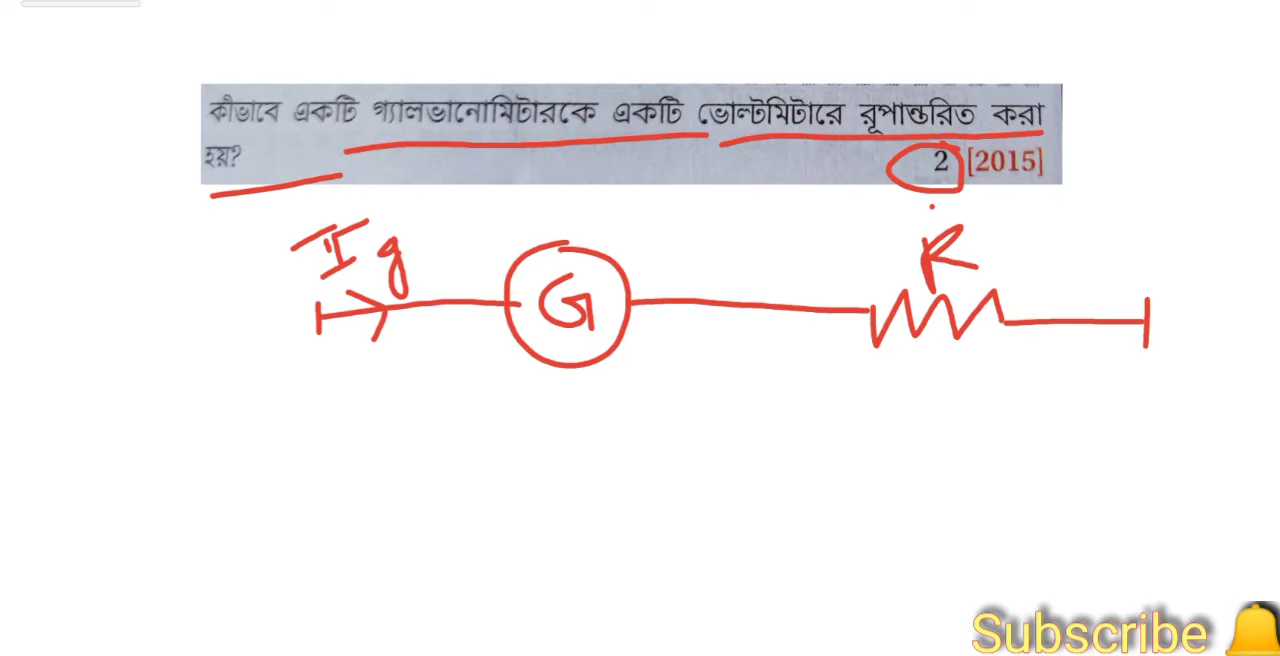 কীভাবে একটি গ্যালভানোমিটারকে একটি ভোল্টমিটারে রূপান্তরিত করা
হয়? 2 [2015]
Ig R
G
Subscribe